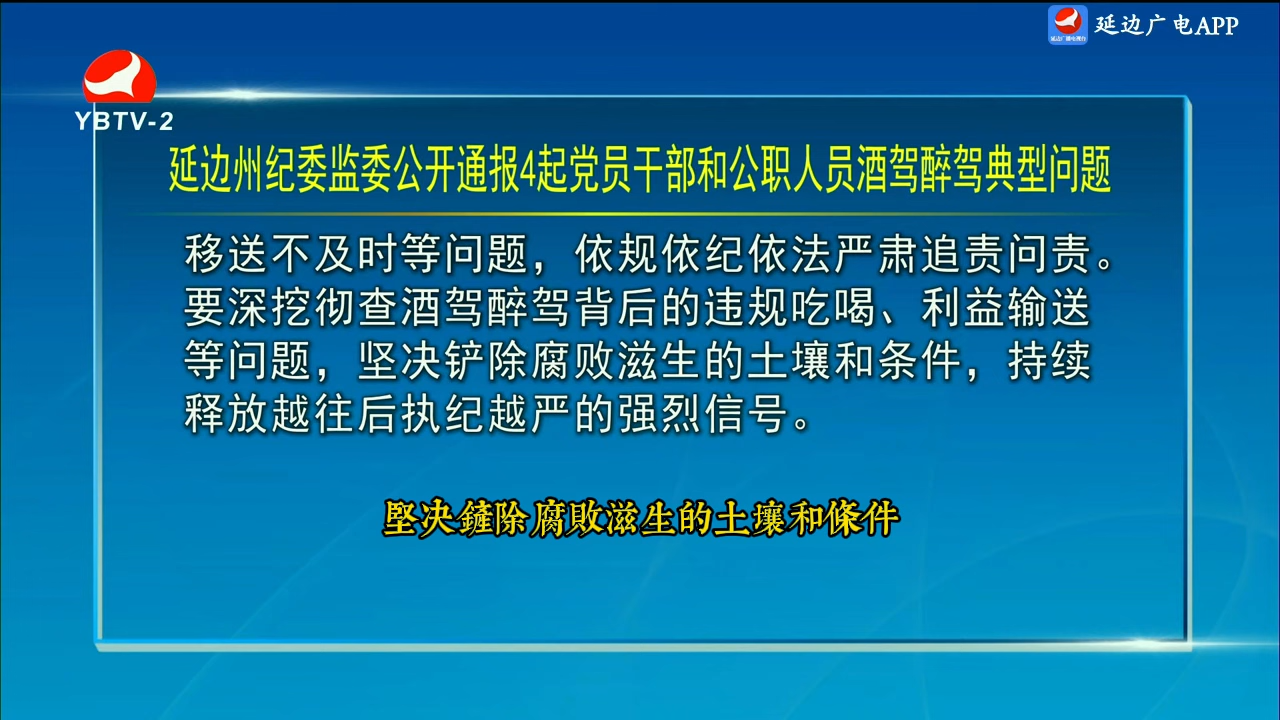 延边广电APP
YBTV-2
延边州纪委监委公开通报4起党员干部和公职人员酒驾醉驾典型问题
移送不及时等问题，依规依纪依法严肃追责问责。
要深挖彻查酒驾醉驾背后的违规吃喝、利益输送
等问题，坚决铲除腐败滋生的土壤和条件，持续
释放越往后执纪越严的强烈信号。
堅决鏟除腐敗滋生的土壤和條件